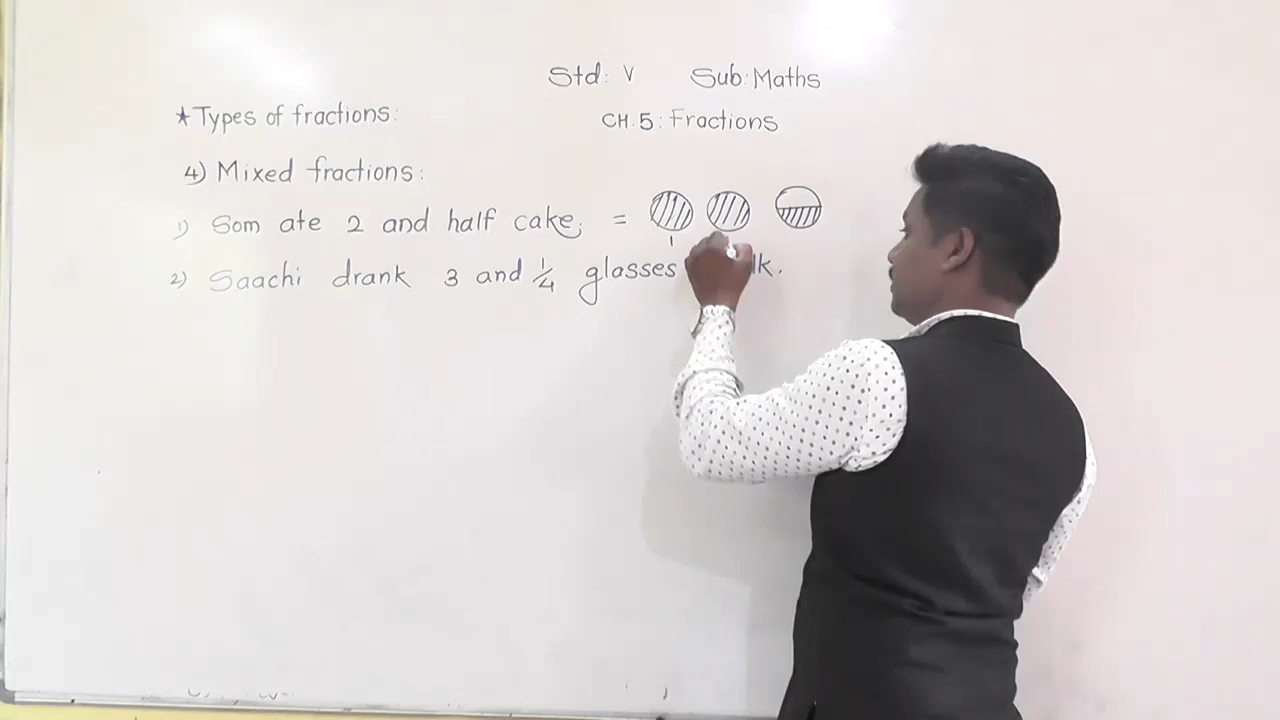 Std: V Sub: Maths
* Types of fractions:
CH. 5: Fractions
4) Mixed fractions:
1) Som ate 2 and half cake; =
1
2) Saachi drank 3 and 1/4 glasses lk.